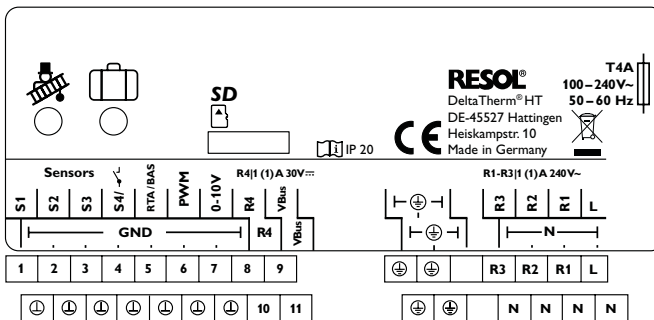 SD
IP 20
RESOL®
DeltaTherm® HT
DE-45527 Hattingen
Heiskampstr. 10
Made in Germany
T4A
100–240V~
50–60 Hz
CE
Sensors
R4|1 (1) A 30V⎓
R1-R3|1 (1) A 240V~
S1 S2 S3 S4/ RTA/BAS PWM 0-10V R4 VBus
R3 R2 R1 L
GND R4 VBus
N
1 2 3 4 5 6 7 8 9
R3 R2 R1 L
10 11
N N N N